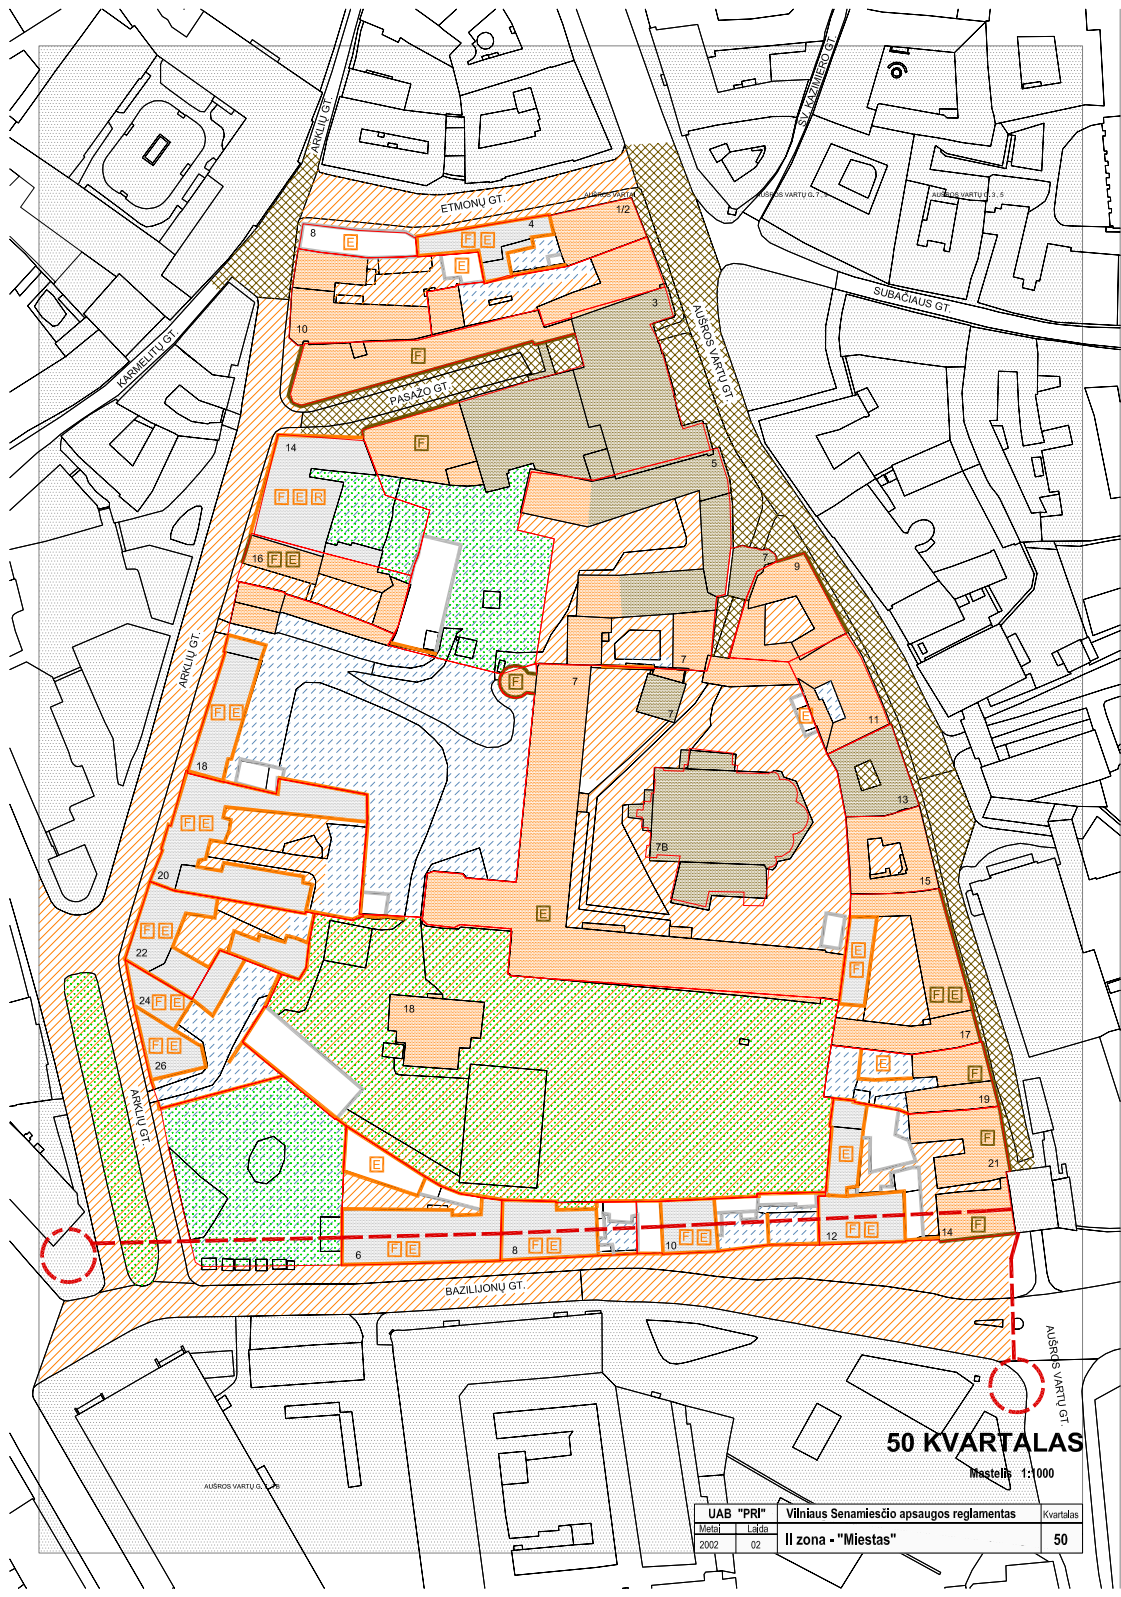 ARKLIŲ GT.
SV. KAZIMIERO GT.
ETMONŲ GT.
AUŠROS VARTŲ G. 7, 9
AUŠROS VARTŲ G. 3, 5
8
E
F E
4
1/2
E
SUBAČIAUS GT.
3
AUŠROS VARTŲ GT.
10
KARMELITŲ GT.
F
PASAŽO GT.
14
F
5
F E R
16
F E
7
9
ARKLIŲ GT.
7
F
7
7
F E
E
11
18
13
F E
7B
20
15
E
22
F E
E
F
24
F E
18
F E
17
26
F E
E
F
19
ARKLIŲ GT.
F
21
E
E
6
F E
8
F E
10
F E
12
F E
14
F
BAZILIJONŲ GT.
AUŠROS VARTŲ GT.
50 KVARTALAS
Mastelis 1:1000
UAB "PRI"
Vilniaus Senamiesčio apsaugos reglamentas
Kvartalas
Metai
Laida
2002
02
II zona - "Miestas"
50